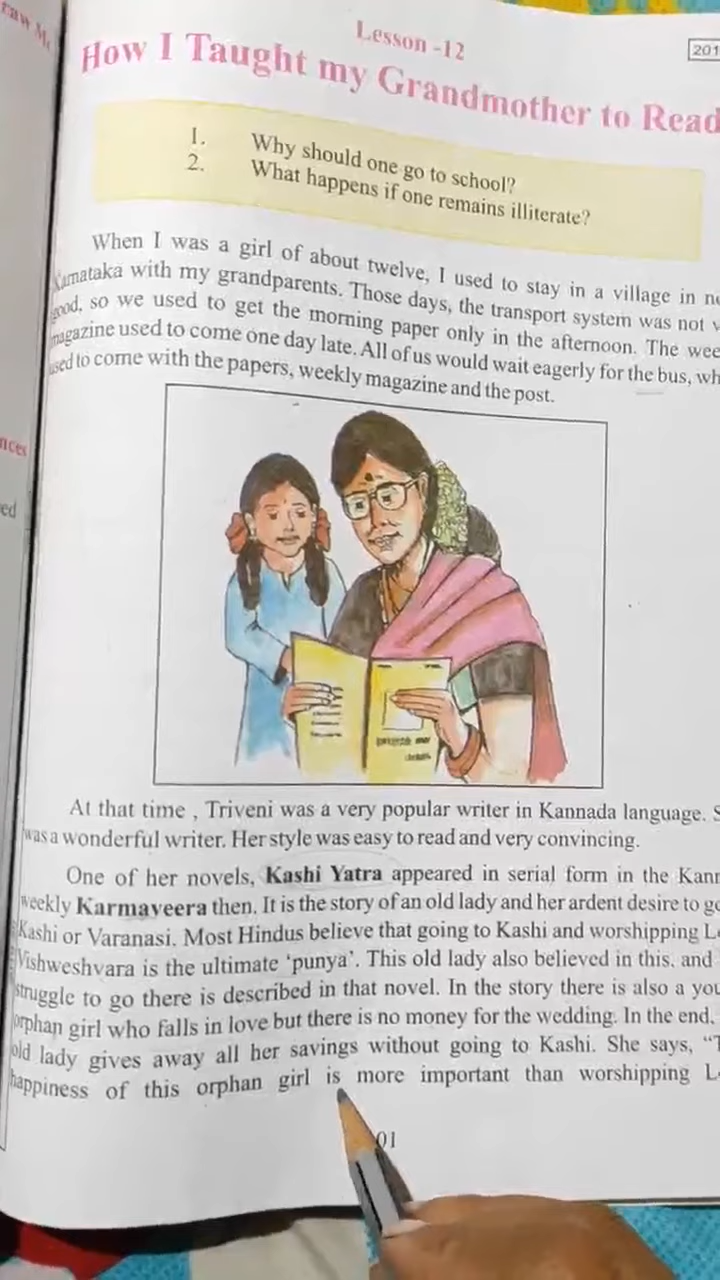 Lesson -12
201
How I Taught my Grandmother to Read
1. Why should one go to school?
2. What happens if one remains illiterate?
When I was a girl of about twelve, I used to stay in a village in
Karnataka with my grandparents. Those days, the transport system was not
good, so we used to get the morning paper only in the afternoon. The
magazine used to come one day late. All of us would wait eagerly for the bus,
used to come with the papers, weekly magazine and the post.
At that time , Triveni was a very popular writer in Kannada language.
was a wonderful writer. Her style was easy to read and very convincing.
One of her novels, Kashi Yatra appeared in serial form in the
weekly Karmaveera then. It is the story of an old lady and her ardent desire to
Kashi or Varanasi. Most Hindus believe that going to Kashi and worshipping
Vishweshvara is the ultimate ‘punya’. This old lady also believed in this, and
struggle to go there is described in that novel. In the story there is also a
orphan girl who falls in love but there is no money for the wedding. In the end,
old lady gives away all her savings without going to Kashi. She says,
happiness of this orphan girl is more important than worshipping
01